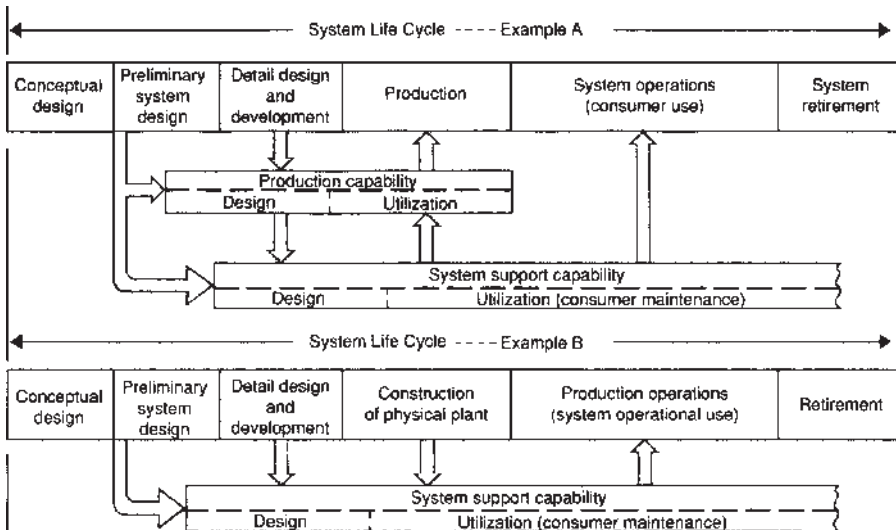 System Life Cycle ---- Example A
Conceptual design
Preliminary system design
Detail design and development
Production
System operations (consumer use)
System retirement
Production capability
Design
Utilization
System support capability
Design
Utilization (consumer maintenance)
System Life Cycle ---- Example B
Conceptual design
Preliminary system design
Detail design and development
Construction of physical plant
Production operations (system operational use)
Retirement
System support capability
Design
Utilization (consumer maintenance)